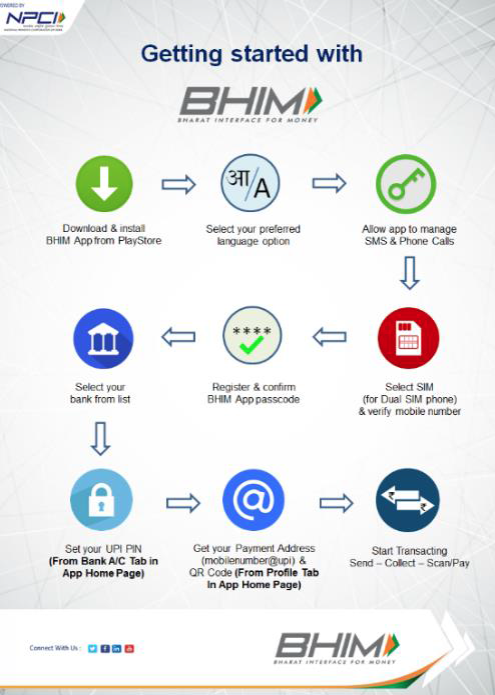 POWERED BY
NPCI
Getting started with
BHIM
BHARAT INTERFACE FOR MONEY
आ/A
Download & install
BHIM App from PlayStore
Select your preferred
language option
Allow app to manage
SMS & Phone Calls
****
Select your
bank from list
Register & confirm
BHIM App passcode
Select SIM
(for Dual SIM phone)
& verify mobile number
@
₹
₹
Set your UPI PIN
(From Bank A/C Tab in
App Home Page)
Get your Payment Address
(mobilenumber@upi) &
QR Code (From Profile Tab
In App Home Page)
Start Transacting
Send – Collect – Scan/Pay
Connect With Us :
BHIM
BHARAT INTERFACE FOR MONEY